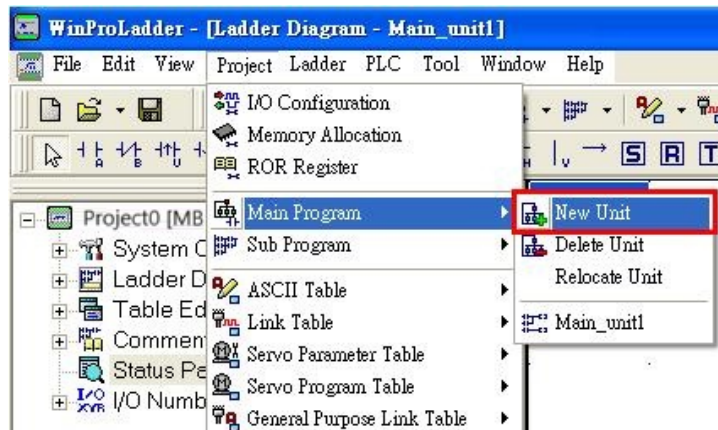 WinProLadder - [Ladder Diagram - Main_unit1]
File Edit View Project Ladder PLC Tool Window Help
I/O Configuration
Memory Allocation
ROR Register
Main Program
Sub Program
ASCII Table
Link Table
Servo Parameter Table
Servo Program Table
General Purpose Link Table
New Unit
Delete Unit
Relocate Unit
Main_unit1
A B U
V S R T
Project0 [MB
System C
Ladder D
Table Ed
Commen
Status Pa
I/O Numb